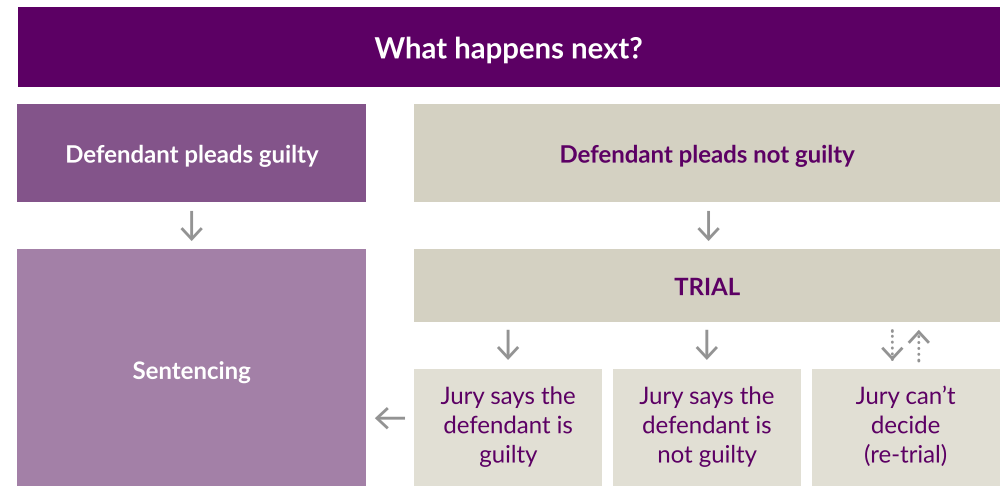 What happens next?
Defendant pleads guilty
Defendant pleads not guilty
TRIAL
Sentencing
Jury says the
defendant is
guilty
Jury says the
defendant is
not guilty
Jury can’t
decide
(re-trial)